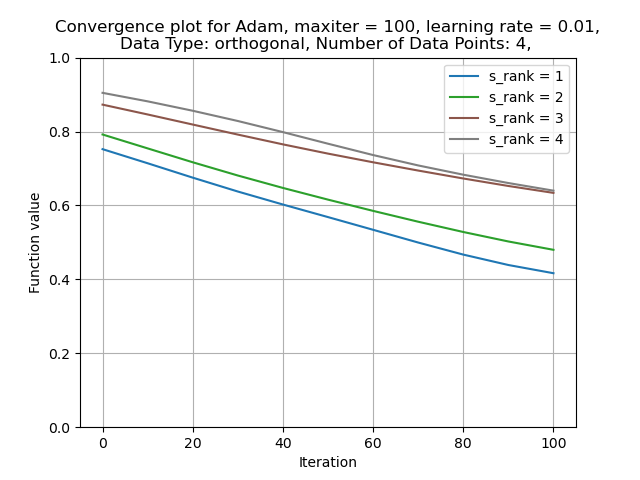 Convergence plot for Adam, maxiter = 100, learning rate = 0.01,
Data Type: orthogonal, Number of Data Points: 4,
1.0
0.8
0.6
0.4
0.2
0.0
Function value
s_rank = 1
s_rank = 2
s_rank = 3
s_rank = 4
0 20 40 60 80 100
Iteration